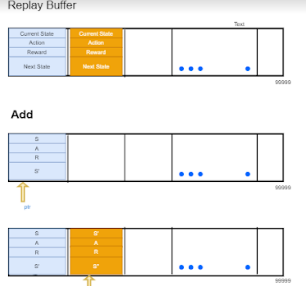 Replay Buffer
Text
Current State Current State
Action Action
Reward Reward
Next State Next State
99999
Add
S
A
R
S'
99999
ptr
S S'
A A
R R
S' S''
99999